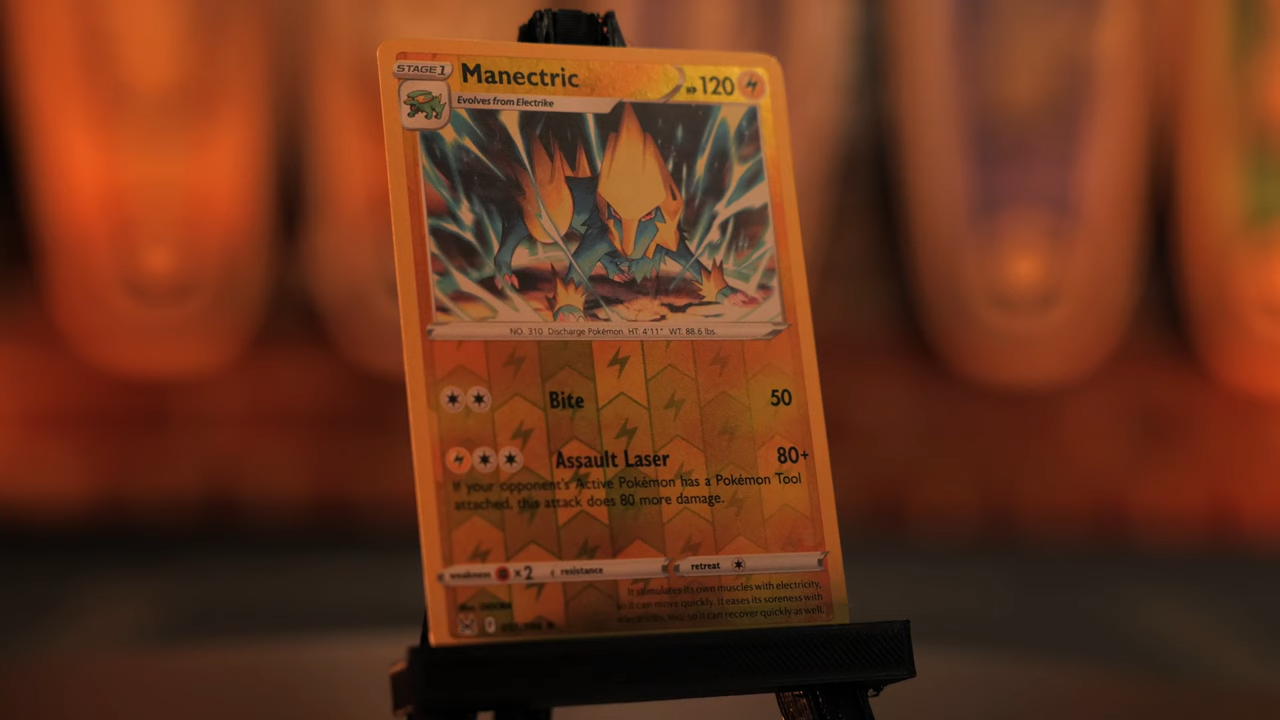 STAGE 1
Manectric
HP 120
Evolves from Electrike
NO. 310 Discharge Pokémon HT: 4'11" WT: 88.6 lbs.
Bite 50
Assault Laser 80+
If your opponent's Active Pokémon has a Pokémon Tool
attached, this attack does 80 more damage.
weakness ×2 resistance
retreat
It stimulates its own muscles with electricity,
so it can move quickly. It eases its soreness with
electricity, too, so it can recover quickly as well.
Illus.